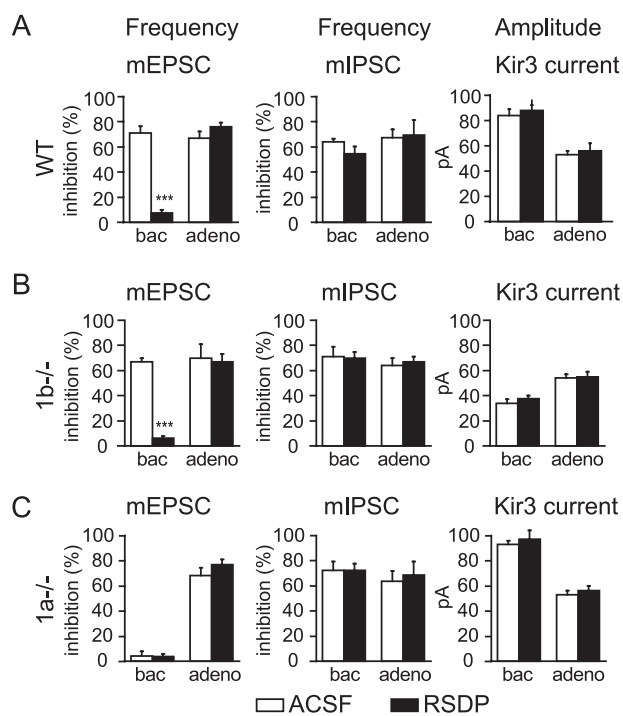 A
Frequency Frequency Amplitude
mEPSC mIPSC Kir3 current
WT
inhibition (%)
100
80
60
40
20
0
***
bac adeno
inhibition (%)
100
80
60
40
20
0
bac adeno
pA
100
80
60
40
20
0
bac adeno
B
mEPSC mIPSC Kir3 current
1b-/-
inhibition (%)
100
80
60
40
20
0
***
bac adeno
inhibition (%)
100
80
60
40
20
0
bac adeno
pA
100
80
60
40
20
0
bac adeno
C
mEPSC mIPSC Kir3 current
1a-/-
inhibition (%)
100
80
60
40
20
0
bac adeno
inhibition (%)
100
80
60
40
20
0
bac adeno
pA
100
80
60
40
20
0
bac adeno
ACSF RSDP